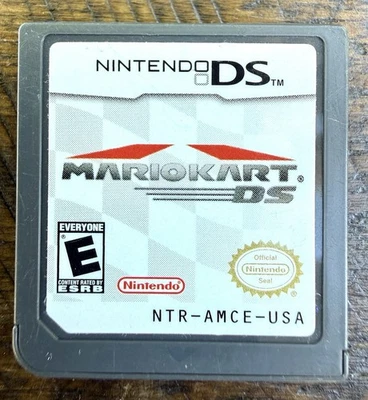 NINTENDO DS™
MARIOKART®
DS
EVERYONE
E
CONTENT RATED BY
ESRB
Nintendo®
Official
Nintendo
Seal
NTR-AMCE-USA